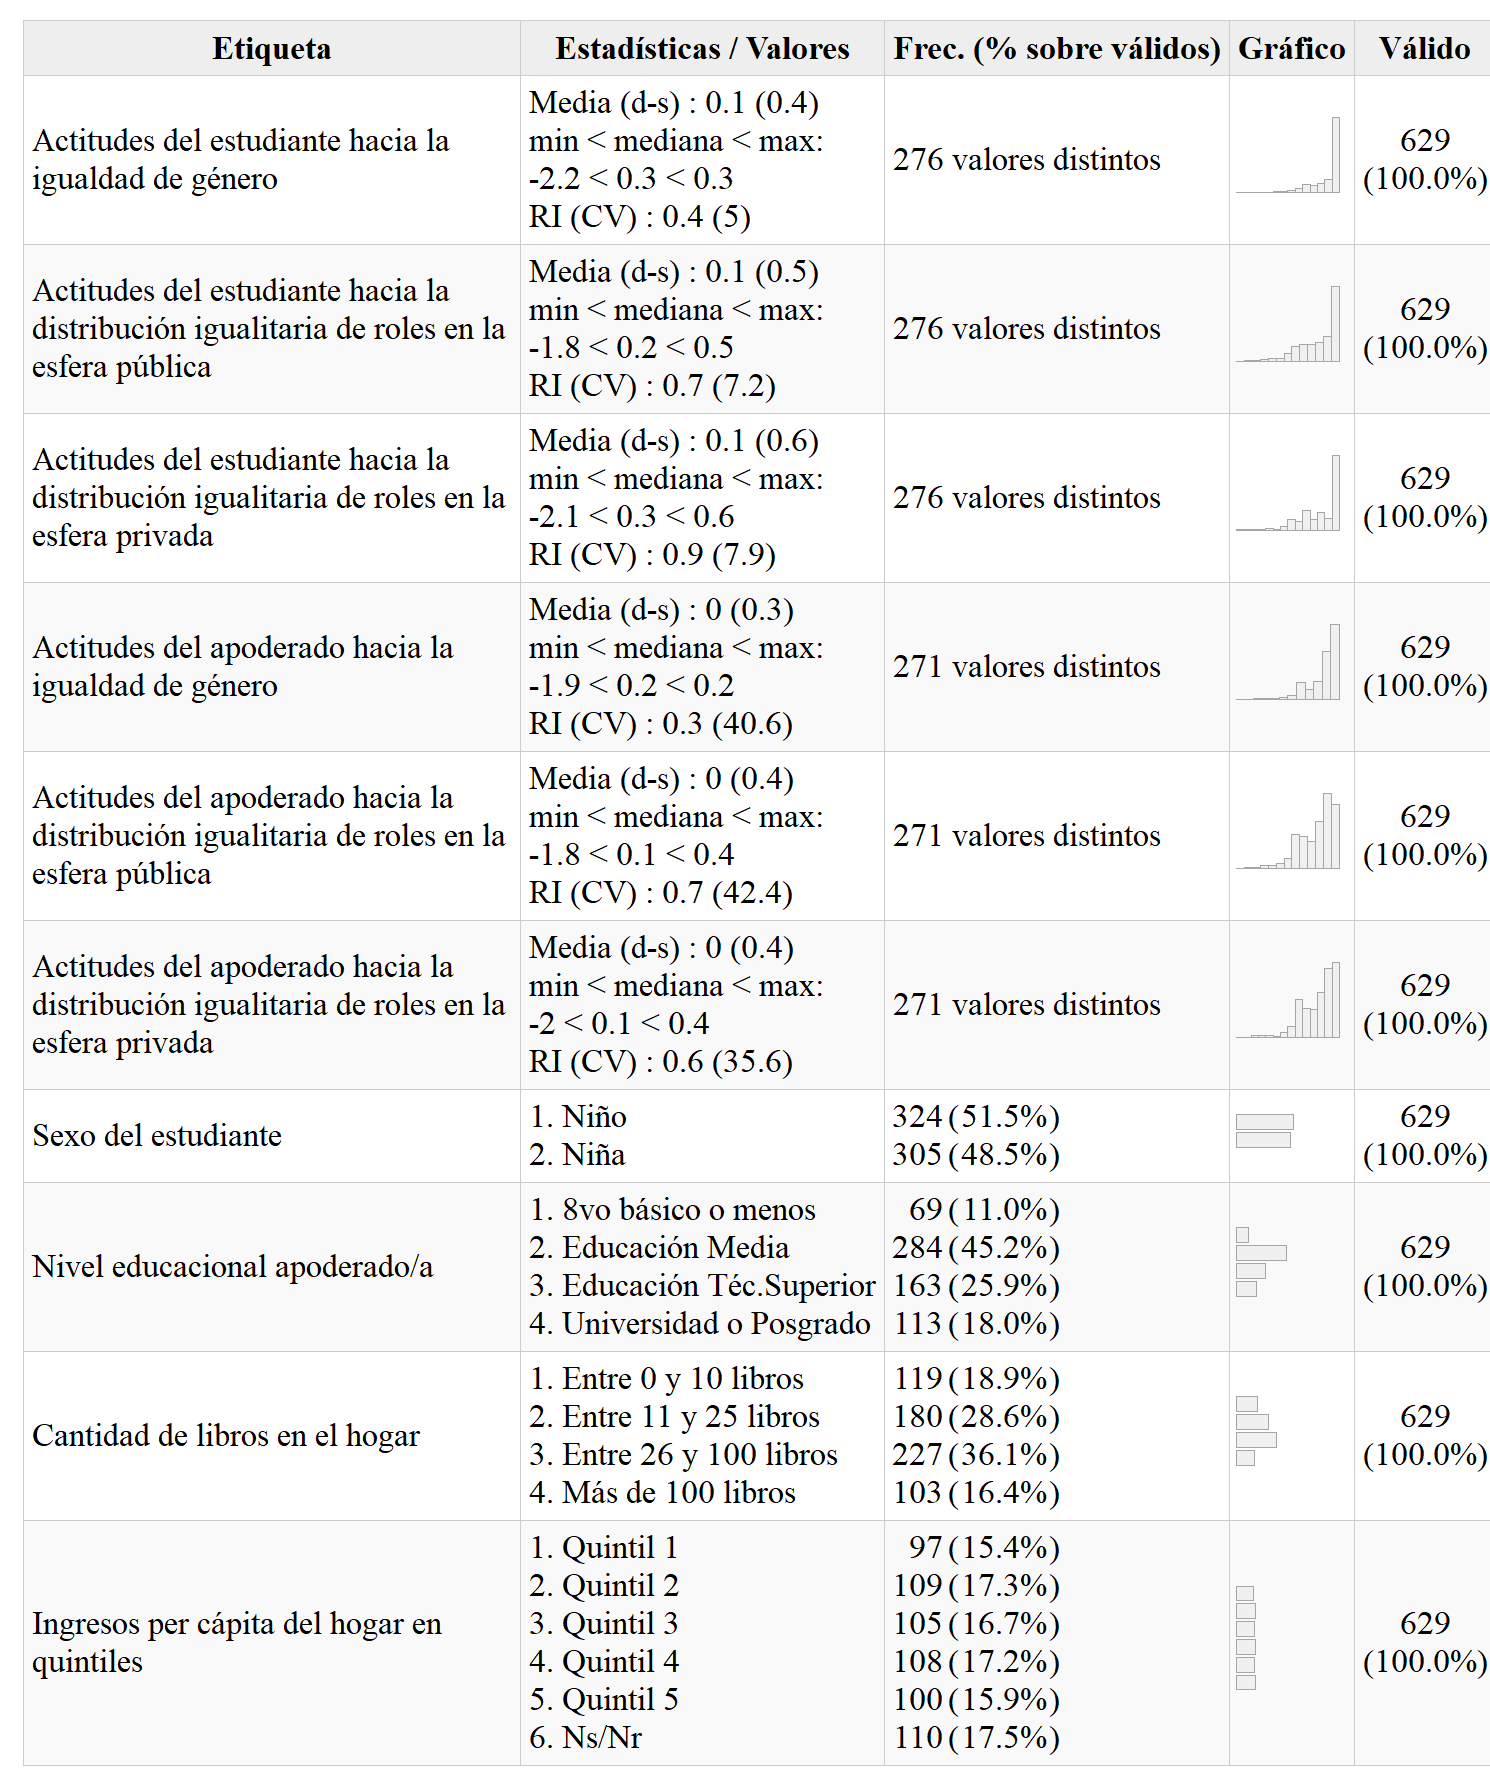 Etiqueta Estadísticas / Valores Frec. (% sobre válidos) Gráfico Válido
Actitudes del estudiante hacia la
igualdad de género
Media (d-s) : 0.1 (0.4)
min < mediana < max:
-2.2 < 0.3 < 0.3
RI (CV) : 0.4 (5)
276 valores distintos
629
(100.0%)
Actitudes del estudiante hacia la
distribución igualitaria de roles en la
esfera pública
Media (d-s) : 0.1 (0.5)
min < mediana < max:
-1.8 < 0.2 < 0.5
RI (CV) : 0.7 (7.2)
276 valores distintos
629
(100.0%)
Actitudes del estudiante hacia la
distribución igualitaria de roles en la
esfera privada
Media (d-s) : 0.1 (0.6)
min < mediana < max:
-2.1 < 0.3 < 0.6
RI (CV) : 0.9 (7.9)
276 valores distintos
629
(100.0%)
Actitudes del apoderado hacia la
igualdad de género
Media (d-s) : 0 (0.3)
min < mediana < max:
-1.9 < 0.2 < 0.2
RI (CV) : 0.3 (40.6)
271 valores distintos
629
(100.0%)
Actitudes del apoderado hacia la
distribución igualitaria de roles en la
esfera pública
Media (d-s) : 0 (0.4)
min < mediana < max:
-1.8 < 0.1 < 0.4
RI (CV) : 0.7 (42.4)
271 valores distintos
629
(100.0%)
Actitudes del apoderado hacia la
distribución igualitaria de roles en la
esfera privada
Media (d-s) : 0 (0.4)
min < mediana < max:
-2 < 0.1 < 0.4
RI (CV) : 0.6 (35.6)
271 valores distintos
629
(100.0%)
Sexo del estudiante
1. Niño
2. Niña
324 (51.5%)
305 (48.5%)
629
(100.0%)
Nivel educacional apoderado/a
1. 8vo básico o menos
2. Educación Media
3. Educación Téc.Superior
4. Universidad o Posgrado
69 (11.0%)
284 (45.2%)
163 (25.9%)
113 (18.0%)
629
(100.0%)
Cantidad de libros en el hogar
1. Entre 0 y 10 libros
2. Entre 11 y 25 libros
3. Entre 26 y 100 libros
4. Más de 100 libros
119 (18.9%)
180 (28.6%)
227 (36.1%)
103 (16.4%)
629
(100.0%)
Ingresos per cápita del hogar en
quintiles
1. Quintil 1
2. Quintil 2
3. Quintil 3
4. Quintil 4
5. Quintil 5
6. Ns/Nr
97 (15.4%)
109 (17.3%)
105 (16.7%)
108 (17.2%)
100 (15.9%)
110 (17.5%)
629
(100.0%)